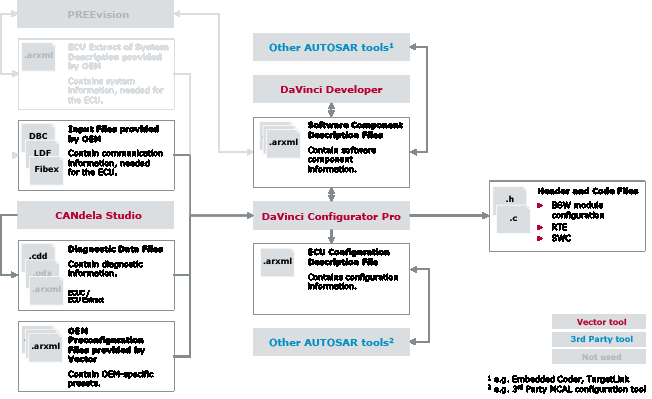 PREEvision
.arxml
ECU Extract of System
Description provided
by OEM
Contains system
information, needed for
the ECU.
DBC
LDF
Fibex
Input Files provided
by OEM
Contain communication
information, needed
for the ECU.
CANdela Studio
.cdd
.odx
.arxml
Diagnostic Data Files
Contain diagnostic
information.
ECUC /
ECU Extract
.arxml
OEM
Preconfiguration
Files provided by
Vector
Contain OEM-specific
presets.
Other AUTOSAR tools¹
DaVinci Developer
.arxml
Software Component
Description Files
Contain software
component
information.
DaVinci Configurator Pro
.arxml
ECU Configuration
Description File
Contains configuration
information.
Other AUTOSAR tools²
.h
.c
Header and Code Files
BSW module
configuration
RTE
SWC
Vector tool
3rd Party tool
Not used
¹ e.g. Embedded Coder, TargetLink
² e.g. 3rd Party MCAL configuration tool